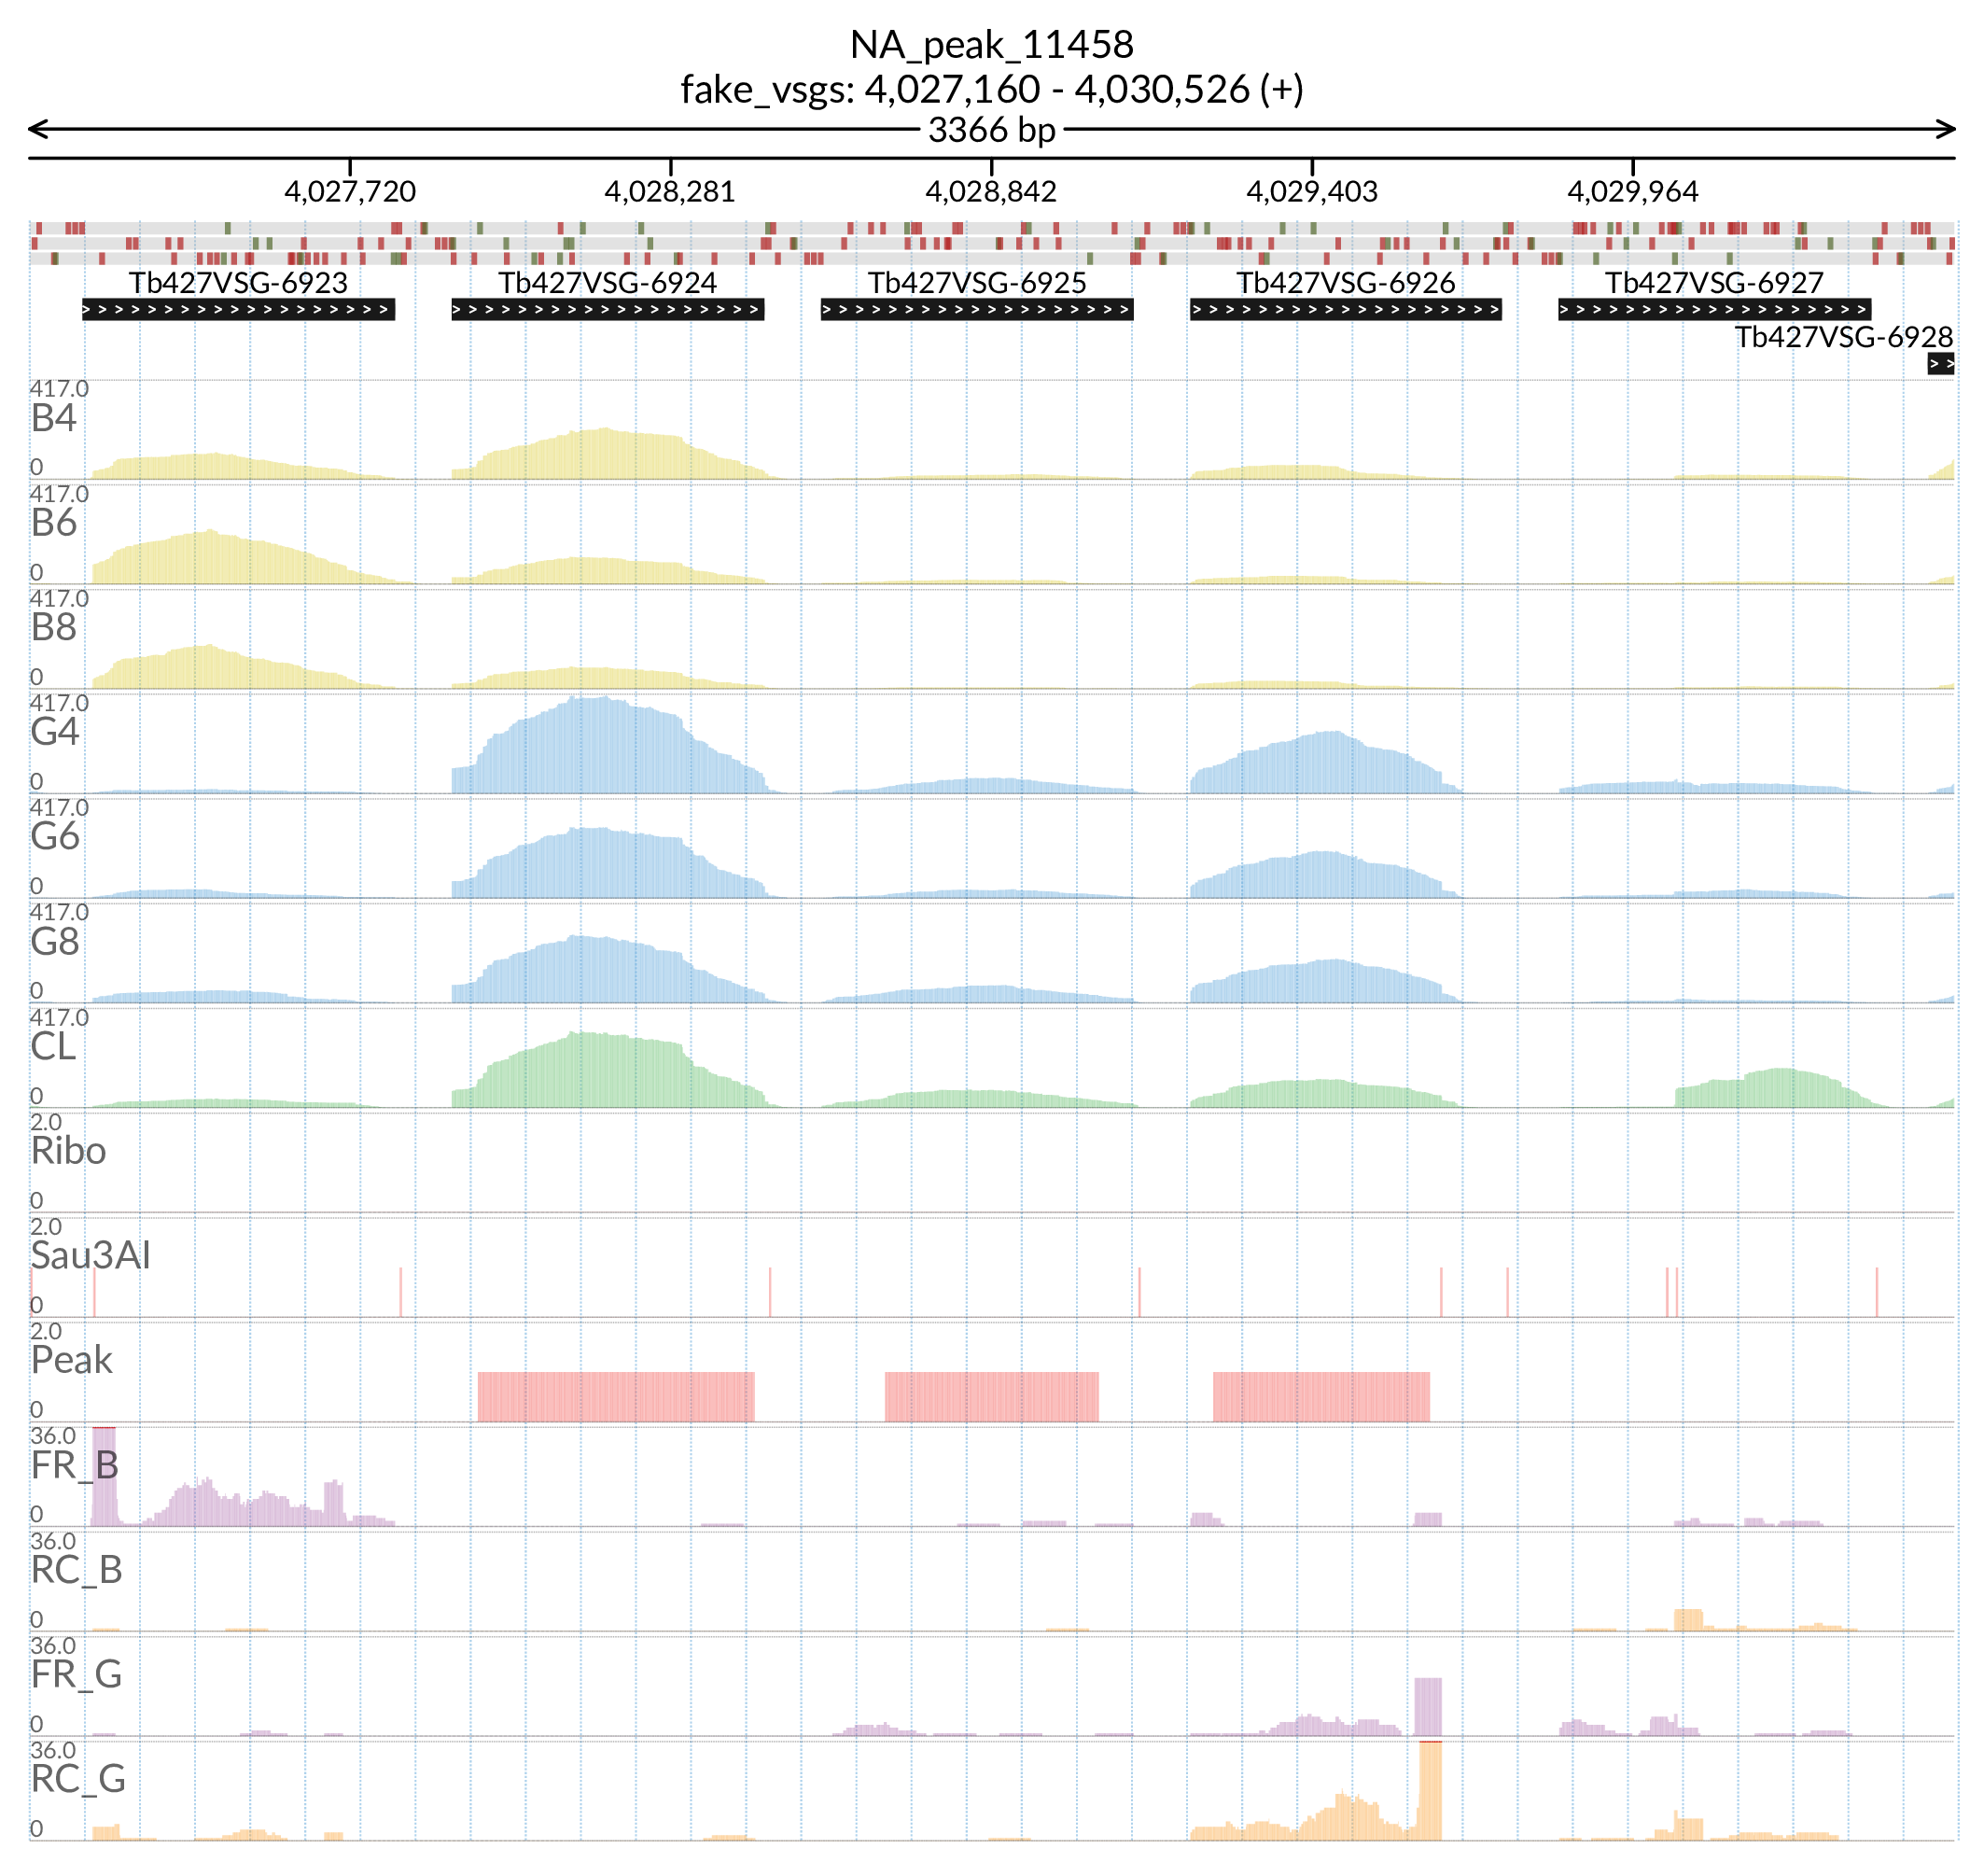 NA_peak_11458
fake_vsgs: 4,027,160 - 4,030,526 (+)
3366 bp
4,027,720 4,028,281 4,028,842 4,029,403 4,029,964
Tb427VSG-6923 Tb427VSG-6924 Tb427VSG-6925 Tb427VSG-6926 Tb427VSG-6927
Tb427VSG-6928
417.0
B4
0
417.0
B6
0
417.0
B8
0
417.0
G4
0
417.0
G6
0
417.0
G8
0
417.0
CL
0
2.0
Ribo
0
2.0
Sau3AI
0
2.0
Peak
0
36.0
FR_B
0
36.0
RC_B
0
36.0
FR_G
0
36.0
RC_G
0